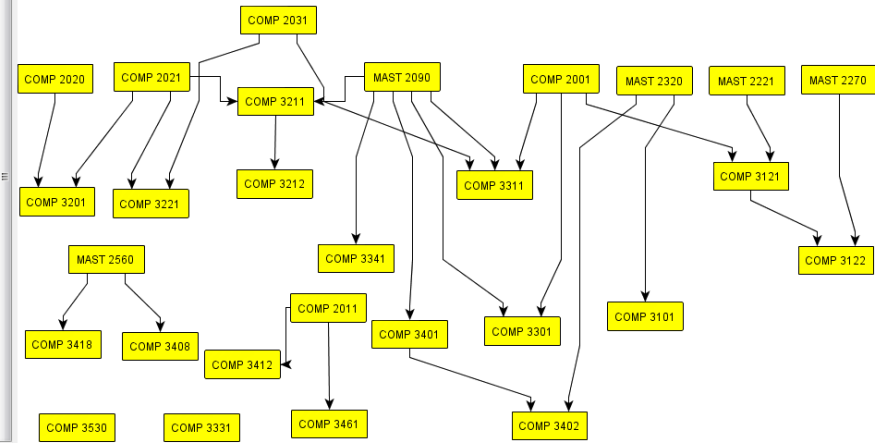 COMP 2031
COMP 2020
COMP 2021
MAST 2090
COMP 2001
MAST 2320
MAST 2221
MAST 2270
COMP 3211
COMP 3201
COMP 3221
COMP 3212
COMP 3311
COMP 3121
MAST 2560
COMP 3341
COMP 3122
COMP 2011
COMP 3101
COMP 3418
COMP 3408
COMP 3412
COMP 3401
COMP 3301
COMP 3530
COMP 3331
COMP 3461
COMP 3402